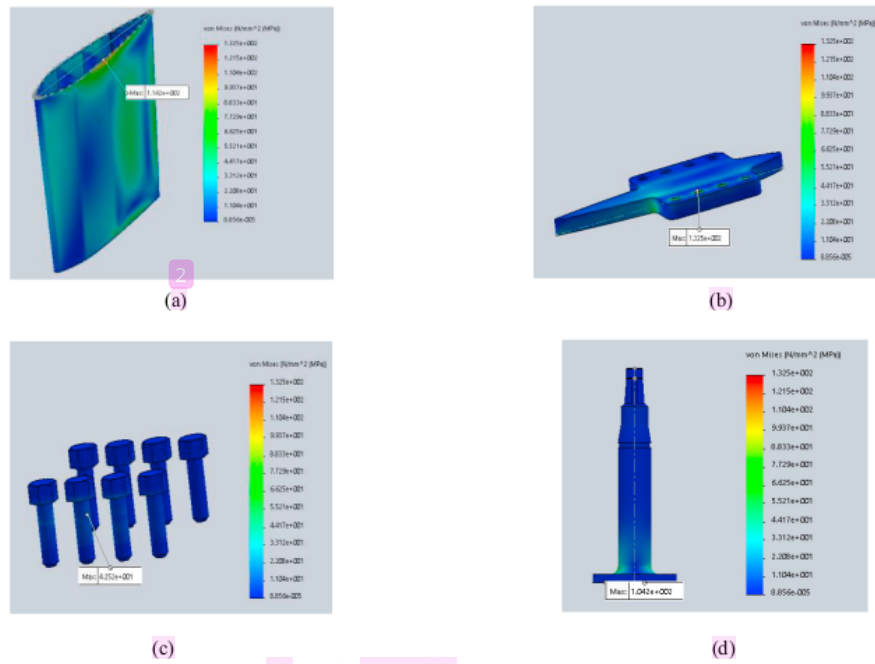 von Mises (N/mm^2 (MPa))
1.325e+002
1.215e+002
1.104e+002
9.937e+001
8.833e+001
7.729e+001
6.625e+001
5.521e+001
4.417e+001
3.312e+001
2.208e+001
1.104e+001
8.856e-005
Max: 1.142e+002
2
(a)
von Mises (N/mm^2 (MPa))
1.325e+002
1.215e+002
1.104e+002
9.937e+001
8.833e+001
7.729e+001
6.625e+001
5.521e+001
4.417e+001
3.312e+001
2.208e+001
1.104e+001
8.856e-005
Max: 1.325e+002
(b)
von Mises (N/mm^2 (MPa))
1.325e+002
1.215e+002
1.104e+002
9.937e+001
8.833e+001
7.729e+001
6.625e+001
5.521e+001
4.417e+001
3.312e+001
2.208e+001
1.104e+001
8.856e-005
Max: 6.252e+001
(c)
von Mises (N/mm^2 (MPa))
1.325e+002
1.215e+002
1.104e+002
9.937e+001
8.833e+001
7.729e+001
6.625e+001
5.521e+001
4.417e+001
3.312e+001
2.208e+001
1.104e+001
8.856e-005
Max: 1.042e+002
(d)